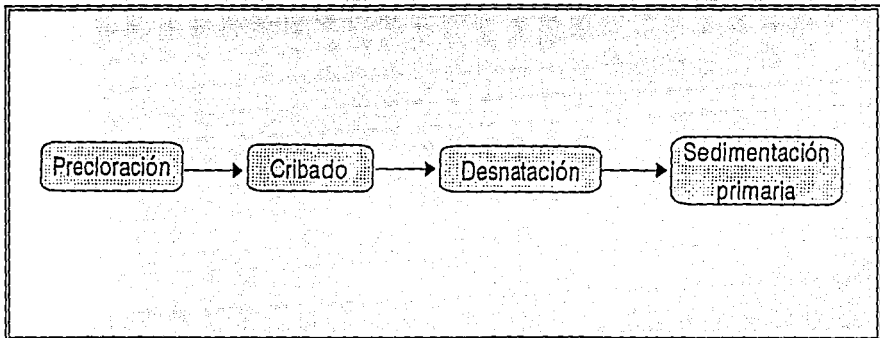 Precloración
Cribado
Desnatación
Sedimentación
primaria